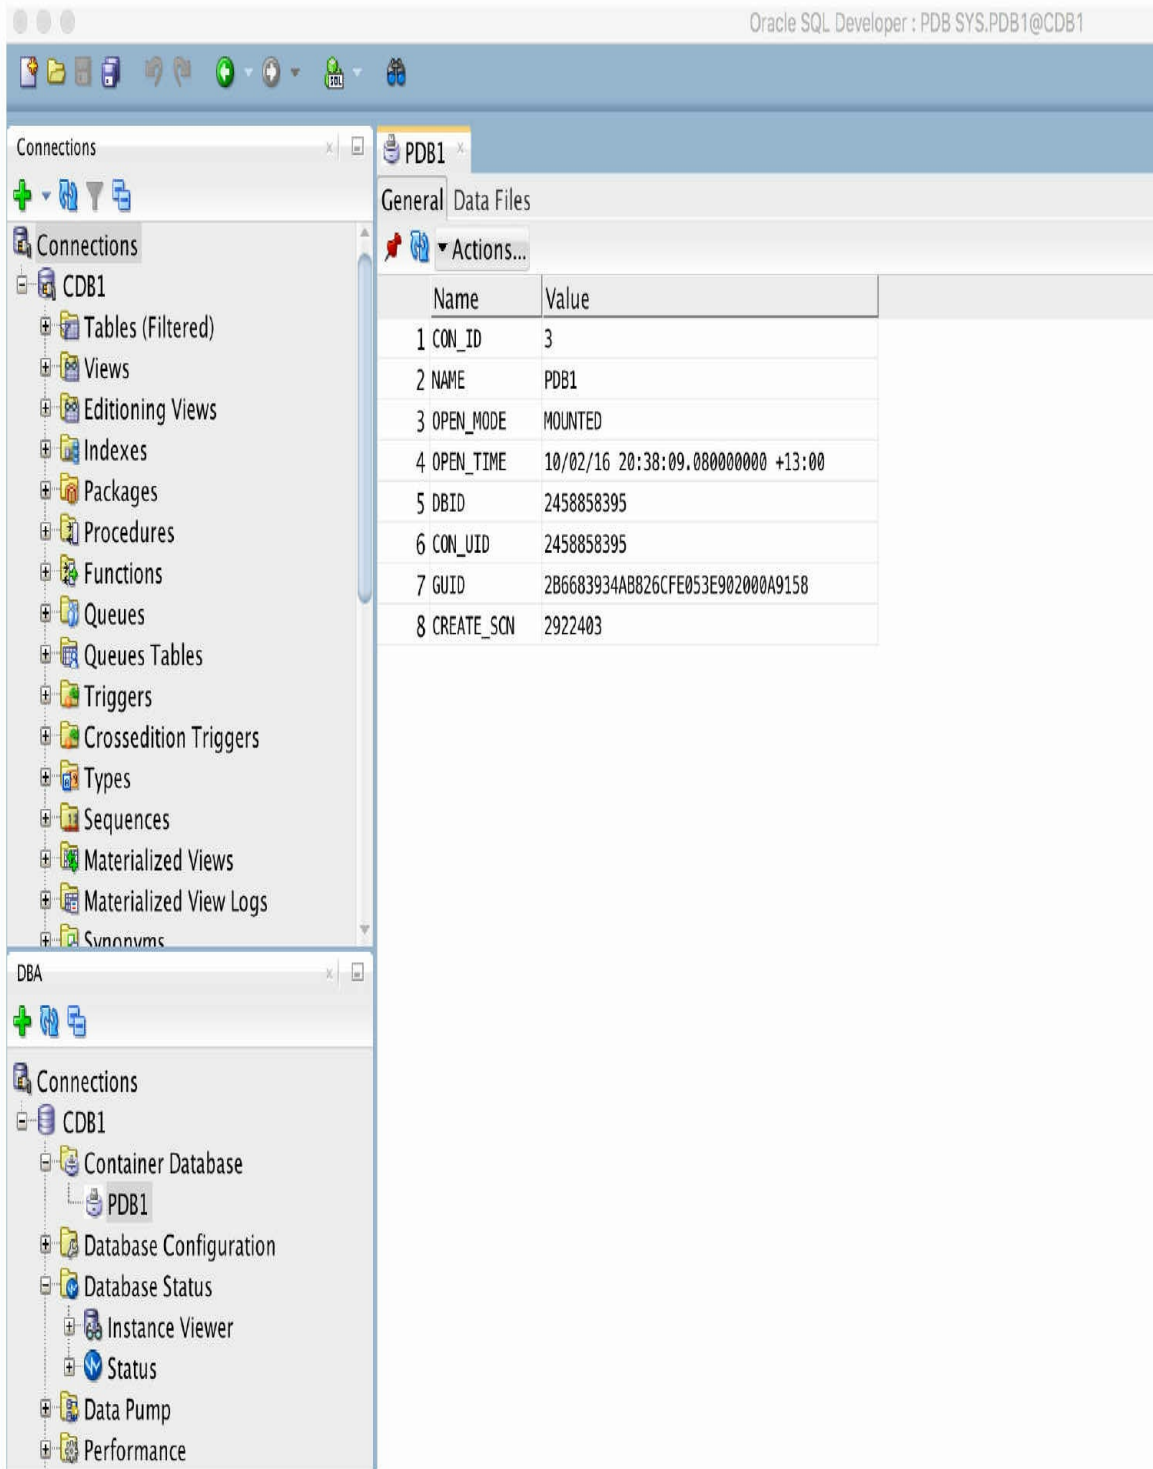 Oracle SQL Developer : PDB SYS.PDB1@CDB1
SQL
Connections
Connections
CDB1
Tables (Filtered)
Views
Editioning Views
Indexes
Packages
Procedures
Functions
Queues
Queues Tables
Triggers
Crossedition Triggers
Types
Sequences
Materialized Views
Materialized View Logs
Synonyms
DBA
Connections
CDB1
Container Database
PDB1
Database Configuration
Database Status
Instance Viewer
Status
Data Pump
Performance
PDB1
General Data Files
Actions...
Name Value
1 CON_ID 3
2 NAME PDB1
3 OPEN_MODE MOUNTED
4 OPEN_TIME 10/02/16 20:38:09.080000000 +13:00
5 DBID 2458858395
6 CON_UID 2458858395
7 GUID 2B6683934AB826CFE053E902000A9158
8 CREATE_SCN 2922403